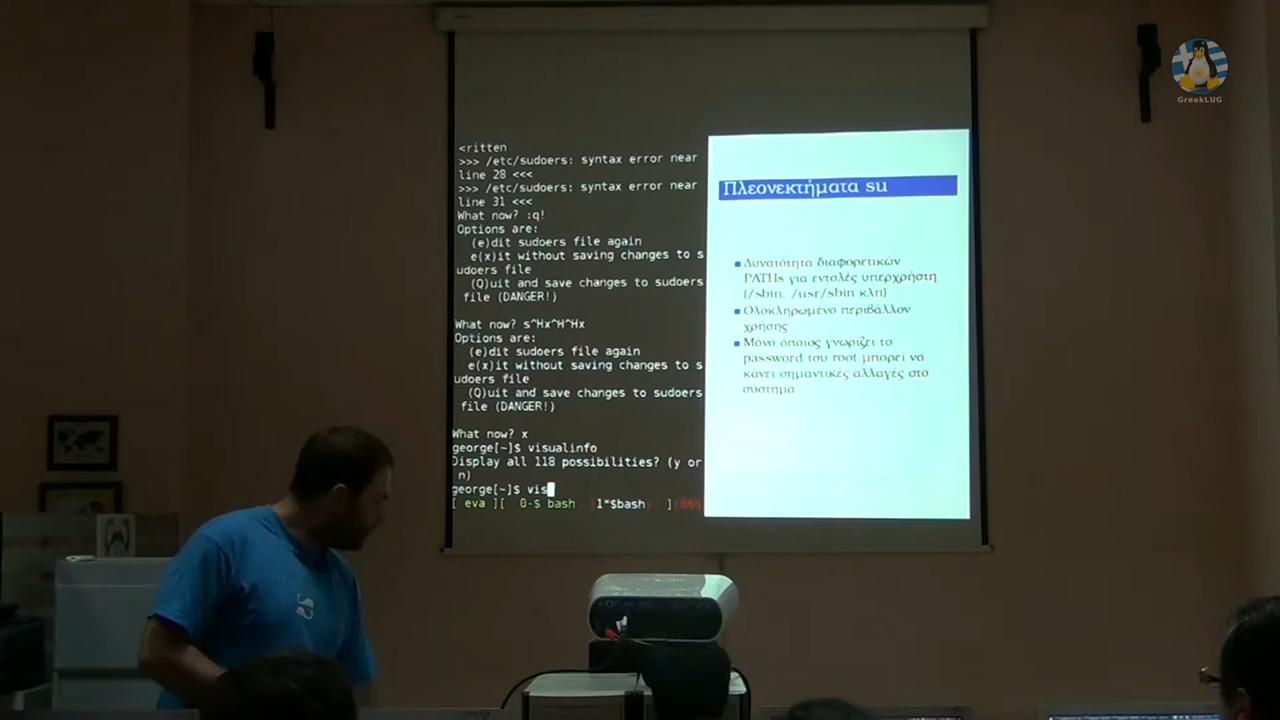 <ritten
>>> /etc/sudoers: syntax error near
line 28 <<<
>>> /etc/sudoers: syntax error near
line 31 <<<
What now? :q!
Options are:
(e)dit sudoers file again
e(x)it without saving changes to s
udoers file
(Q)uit and save changes to sudoers
file (DANGER!)
What now? s^Hx^H^Hx
Options are:
(e)dit sudoers file again
e(x)it without saving changes to s
udoers file
(Q)uit and save changes to sudoers
file (DANGER!)
What now? x
george[~]$ visualinfo
Display all 118 possibilities? (y or
n)
george[~]$ vis
[ eva ][ 0-$ bash (1*$bash) ]
Πλεονεκτήματα su
Δυνατότητα διαφορετικών
PATHs για εντολές υπερχρήστη
(/sbin, /usr/sbin κλπ)
Ολοκληρωμένο περιβάλλον
χρήσης
Μόνο όποιος γνωρίζει το
password του root μπορεί να
κάνει σημαντικές αλλαγές στο
σύστημα
GreekLUG